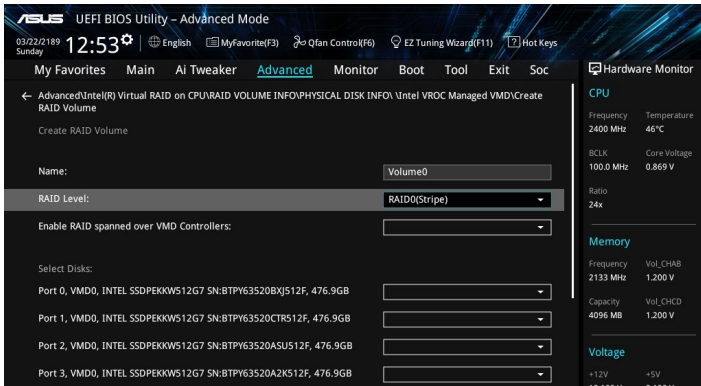 ASUS UEFI BIOS Utility – Advanced Mode
03/22/2189
Sunday
12:53
English
MyFavorite(F3)
Qfan Control(F6)
EZ Tuning Wizard(F11)
? Hot Keys
My Favorites
Main
Ai Tweaker
Advanced
Monitor
Boot
Tool
Exit
Soc
Advanced\Intel(R) Virtual RAID on CPU\RAID VOLUME INFO\PHYSICAL DISK INFO\ \Intel VROC Managed VMD\Create
RAID Volume
Create RAID Volume
Name:
Volume0
RAID Level:
RAID0(Stripe)
Enable RAID spanned over VMD Controllers:
Select Disks:
Port 0, VMD0, INTEL SSDPEKKW512G7 SN:BTPY63520BXJ512F, 476.9GB
Port 1, VMD0, INTEL SSDPEKKW512G7 SN:BTPY63520CTR512F, 476.9GB
Port 2, VMD0, INTEL SSDPEKKW512G7 SN:BTPY63520ASU512F, 476.9GB
Port 3, VMD0, INTEL SSDPEKKW512G7 SN:BTPY63520A2K512F, 476.9GB
Hardware Monitor
CPU
Frequency Temperature
2400 MHz 46°C
BCLK Core Voltage
100.0 MHz 0.869 V
Ratio
24x
Memory
Frequency Vol_CHAB
2133 MHz 1.200 V
Capacity Vol_CHCD
4096 MB 1.200 V
Voltage
+12V +5V